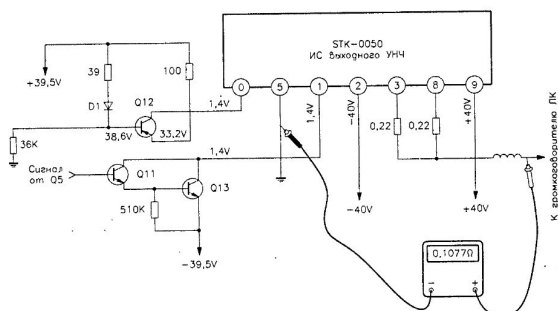 STK-0050
ИС выходного УНЧ
0
5
1
2
3
8
9
+39,5V
39
100
D1
Q12
1,4V
38,6V
33,2V
36K
1,4V
Сигнал
от Q5
Q11
Q13
510K
-39,5V
1,4V
-40V
-40V
0,22
0,22
+40V
+40V
К громкоговорителю ЛК
0,1077Ω
-
+